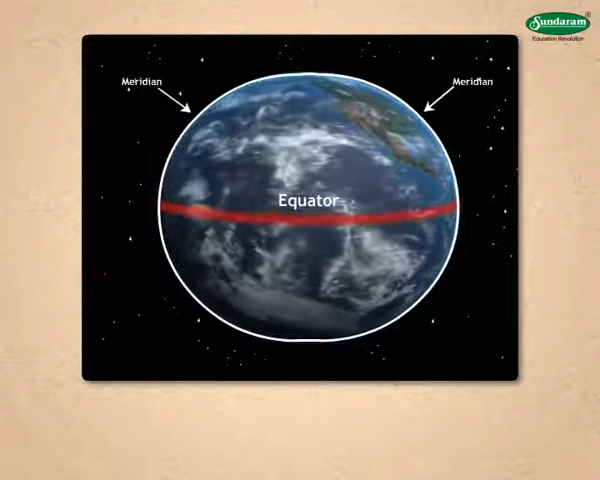 Sundaram®
Education Revolution
Meridian
Meridian
Equator